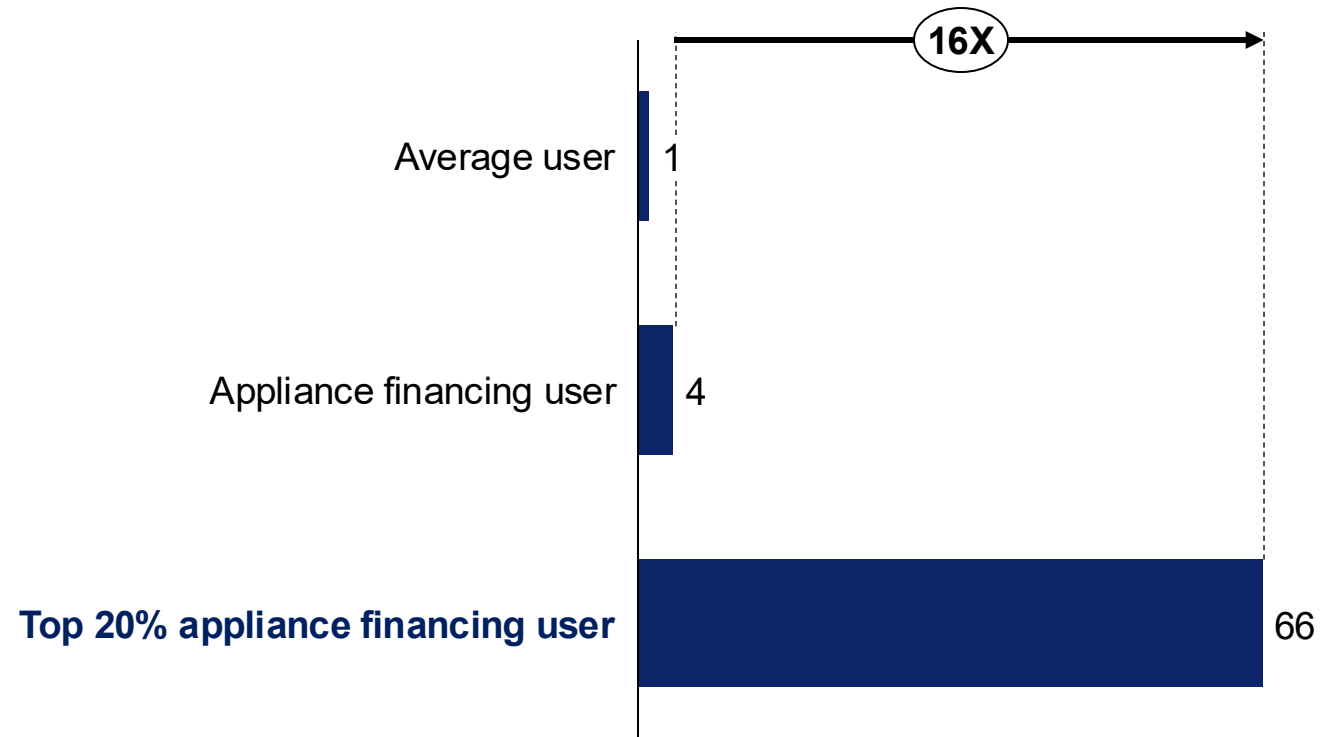 16X
Average user 1
Appliance financing user 4
Top 20% appliance financing user 66